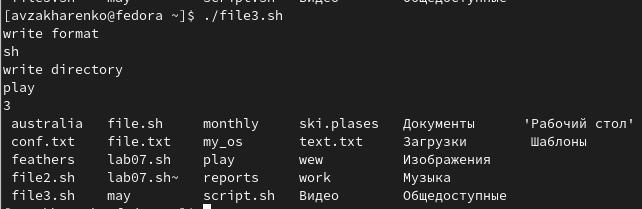 [avzakharenko@fedora ~]$ ./file3.sh
write format
sh
write directory
play
3
australia file.sh monthly ski.plases Документы 'Рабочий стол'
conf.txt file.txt my_os text.txt Загрузки Шаблоны
feathers lab07.sh play wew Изображения
file2.sh lab07.sh~ reports work Музыка
file3.sh may script.sh Видео Общедоступные